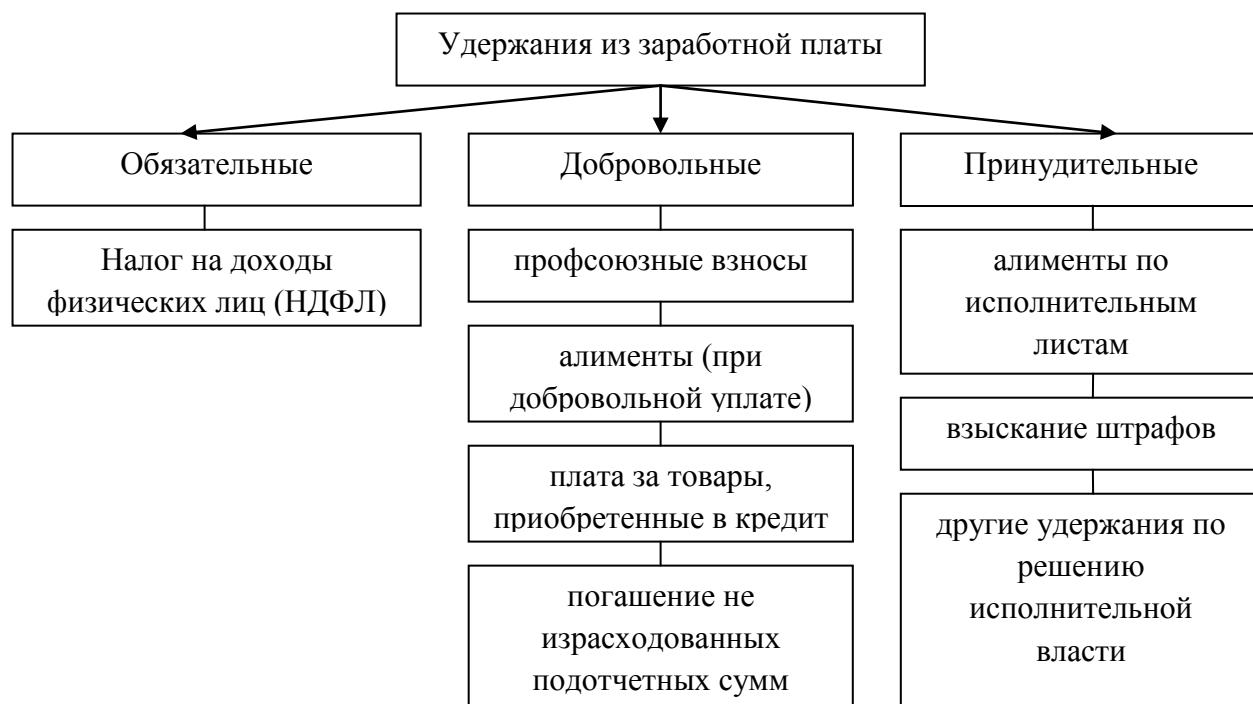 Удержания из заработной платы
Обязательные
Налог на доходы
физических лиц (НДФЛ)
Добровольные
профсоюзные взносы
алименты (при
добровольной уплате)
плата за товары,
приобретенные в кредит
погашение не
израсходованных
подотчетных сумм
Принудительные
алименты по
исполнительным
листам
взыскание штрафов
другие удержания по
решению
исполнительной
власти